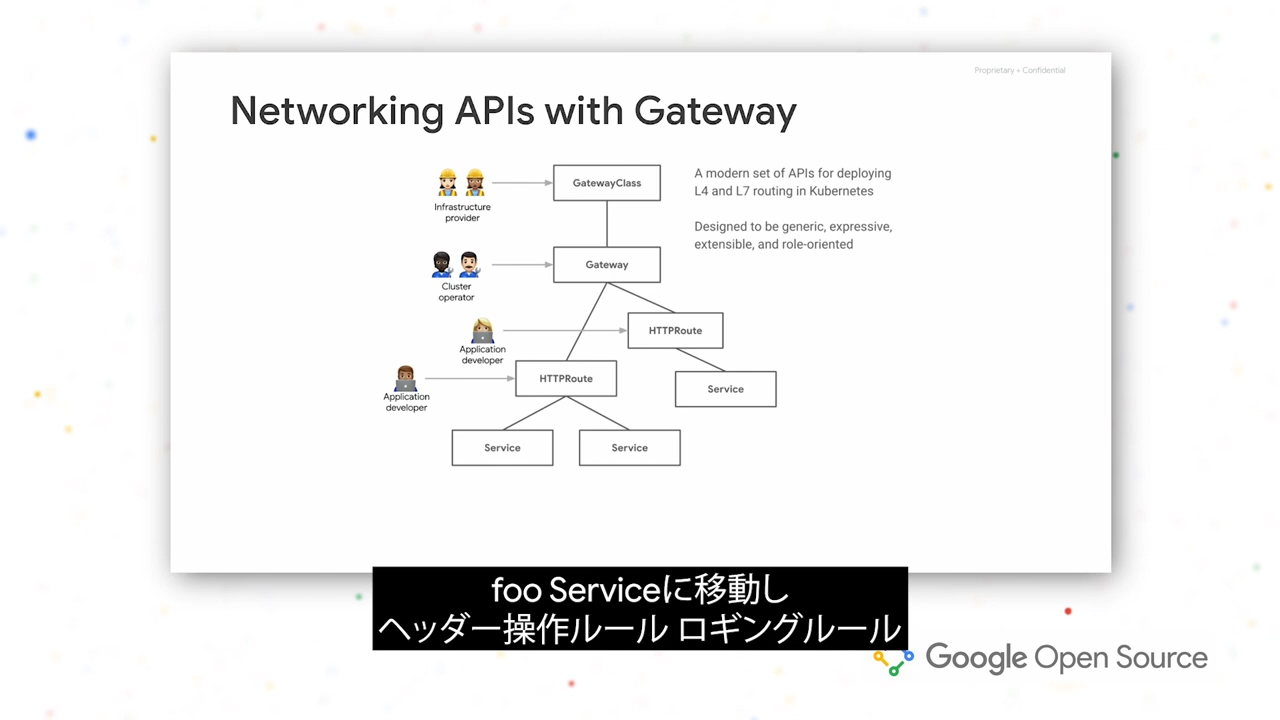 Proprietary + Confidential
Networking APIs with Gateway
Infrastructure
provider
GatewayClass
A modern set of APIs for deploying
L4 and L7 routing in Kubernetes
Designed to be generic, expressive,
extensible, and role-oriented
Cluster
operator
Gateway
Application
developer
HTTPRoute
Application
developer
HTTPRoute
Service
Service
Service
foo Serviceに移動し
ヘッダー操作ルール ロギングルール
Google Open Source